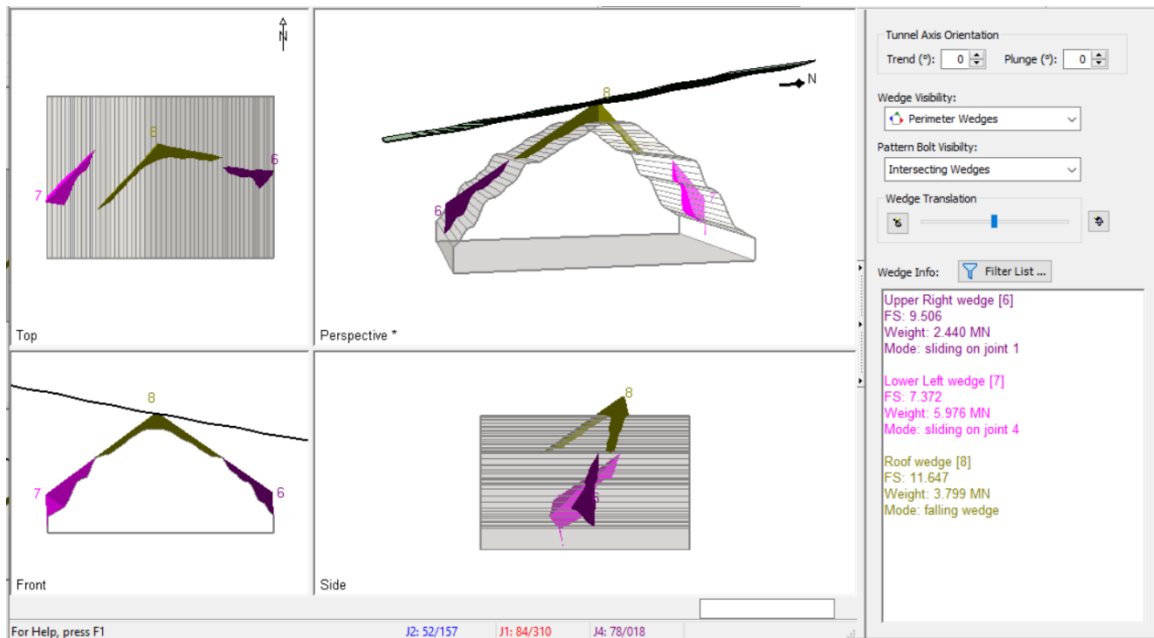 N
8
7
6
Top
8
N
6
7
Perspective *
8
7
6
Front
8
Side
Tunnel Axis Orientation
Trend (°): 0 Plunge (°): 0
Wedge Visibility:
Perimeter Wedges
Pattern Bolt Visibility:
Intersecting Wedges
Wedge Translation
Wedge Info: Filter List ...
Upper Right wedge [6]
FS: 9.506
Weight: 2.440 MN
Mode: sliding on joint 1
Lower Left wedge [7]
FS: 7.372
Weight: 5.976 MN
Mode: sliding on joint 4
Roof wedge [8]
FS: 11.647
Weight: 3.799 MN
Mode: falling wedge
For Help, press F1 J2: 52/157 J1: 84/310 J4: 78/018